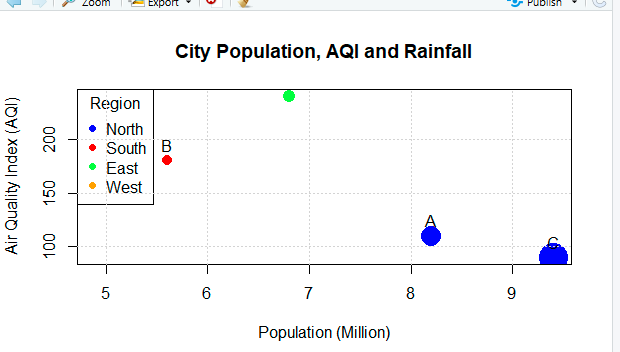 Zoom Export Publish
City Population, AQI and Rainfall
Air Quality Index (AQI)
200
150
100
Region
North
South
East
West
B
A
C
5 6 7 8 9
Population (Million)